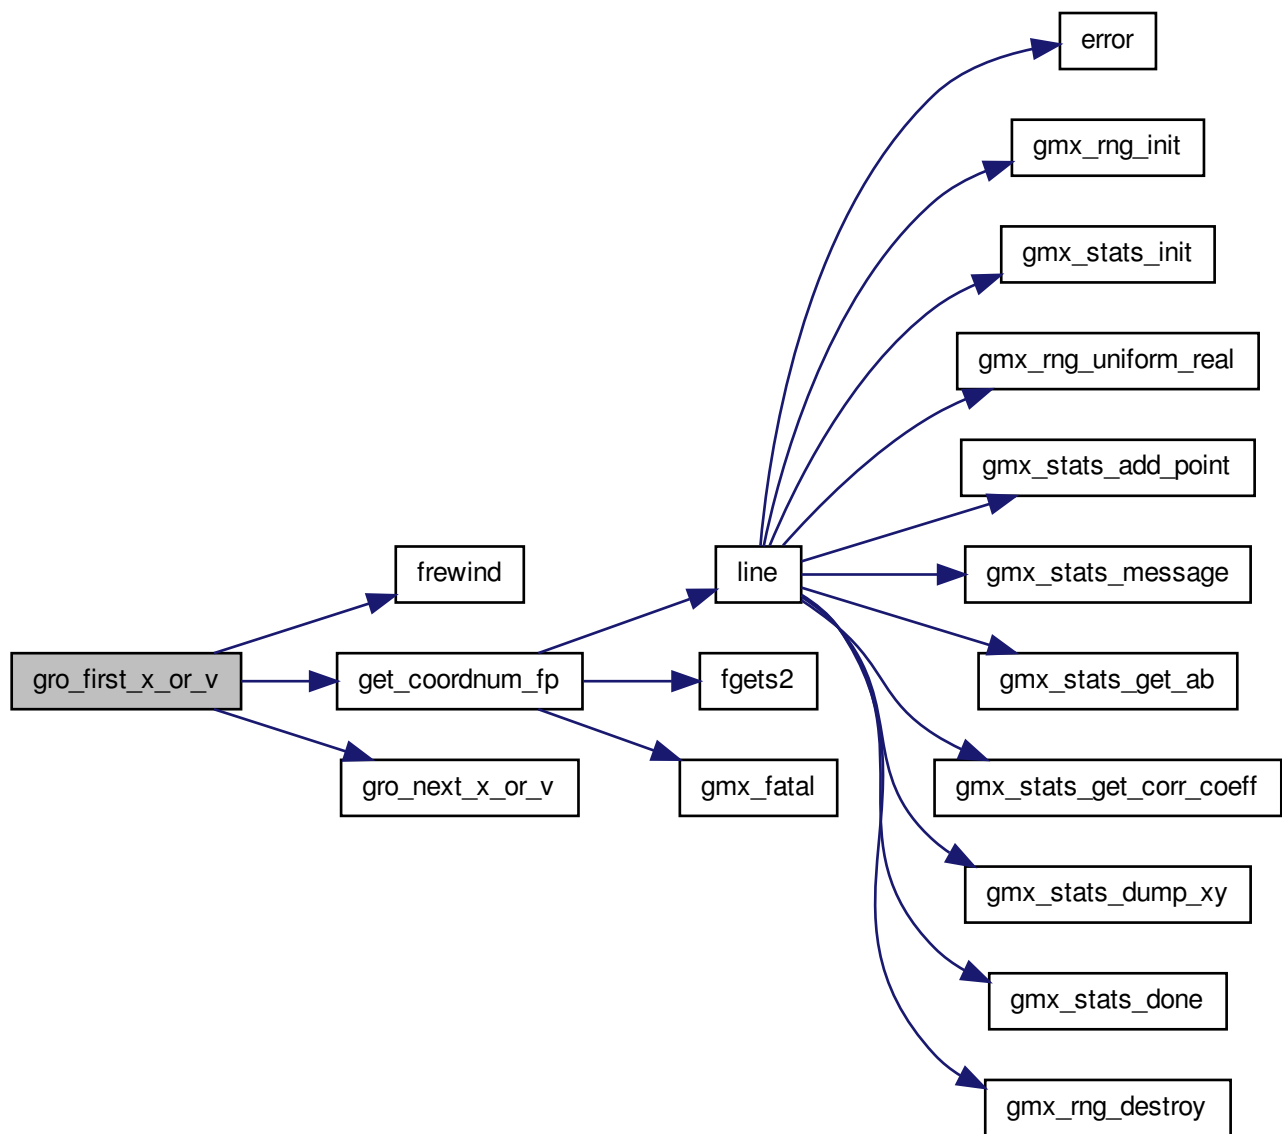 error
gmx_rng_init
gmx_stats_init
gmx_rng_uniform_real
gmx_stats_add_point
frewind
line
gmx_stats_message
gro_first_x_or_v
get_coordnum_fp
fgets2
gmx_stats_get_ab
gro_next_x_or_v
gmx_fatal
gmx_stats_get_corr_coeff
gmx_stats_dump_xy
gmx_stats_done
gmx_rng_destroy